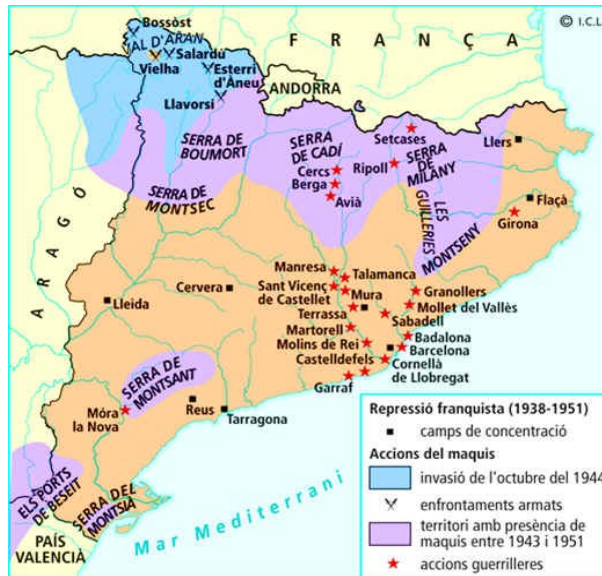 © I.C.L.
Bossòst
VAL D'ARAN
Salardú
Vielha
Esterri
d'Àneu
Llavorsí
FRANÇA
ANDORRA
SERRA DE
BOUMORT
SERRA
DE CADÍ
Setcases
Ripoll
SERRA
DE
MILANY
Llers
Cercs
Berga
Avià
SERRA DE
MONTSEC
LES
GUILLERIES
Flaçà
Girona
MONTSENY
ARAGÓ
Manresa
Talamanca
Cervera
Sant Vicenç
de Castellet
Mura
Granollers
Lleida
Terrassa
Mollet del Vallès
Sabadell
Martorell
Badalona
Molins de Rei
Barcelona
Castelldefels
Cornellà
de Llobregat
Garraf
SERRA DE
MONTSANT
Móra
la Nova
Reus
Tarragona
ELS PORTS
DE BESEIT
SERRA DEL
MONTSIÀ
PAÍS
VALENCIÀ
Mar Mediterrani
Repressió franquista (1938-1951)
camps de concentració
Accions del maquis
invasió de l'octubre del 1944
enfrontaments armats
territori amb presència de
maquis entre 1943 i 1951
accions guerrilleres